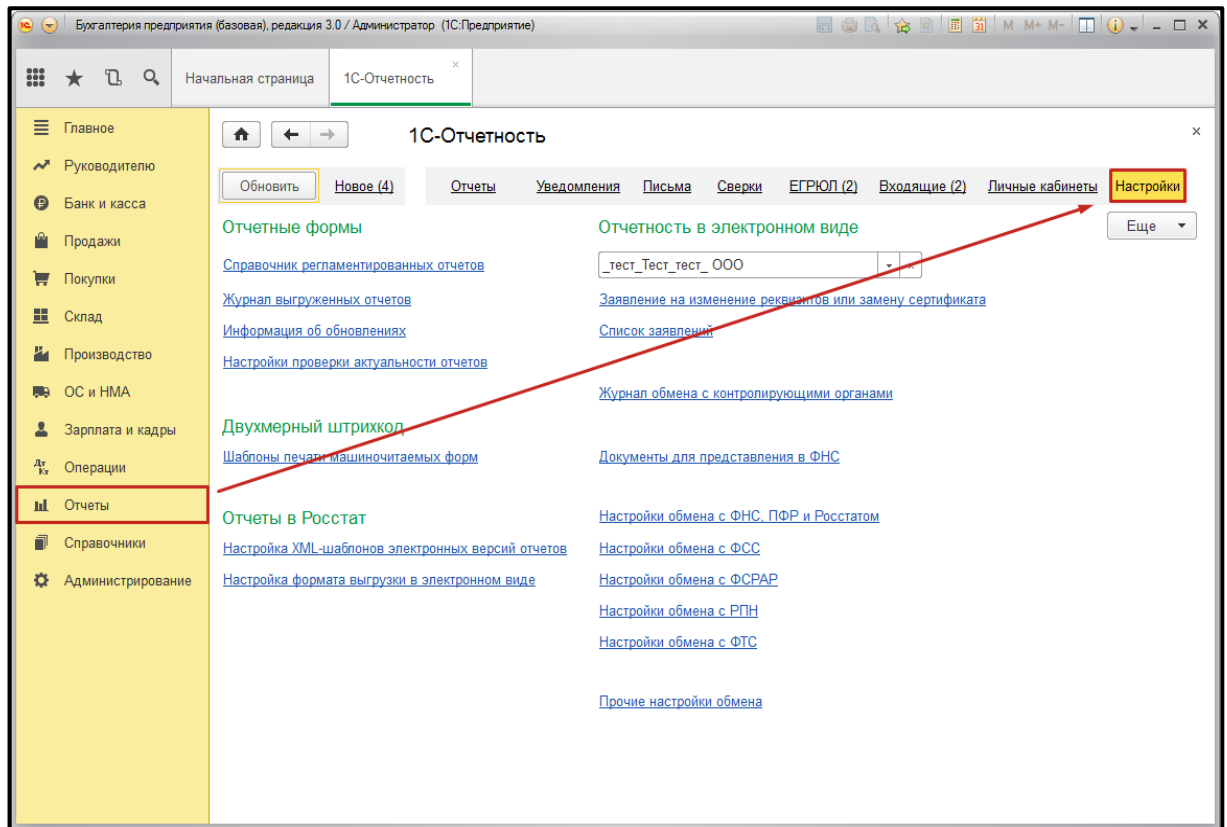 Бухгалтерия предприятия (базовая), редакция 3.0 / Администратор (1С:Предприятие)
M M+ M-
Начальная страница
1С-Отчетность
Главное
Руководителю
Банк и касса
Продажи
Покупки
Склад
Производство
ОС и НМА
Зарплата и кадры
Операции
Отчеты
Справочники
Администрирование
1С-Отчетность
Обновить Новое (4) Отчеты Уведомления Письма Сверки ЕГРЮЛ (2) Входящие (2) Личные кабинеты Настройки
Еще
Отчетные формы
Справочник регламентированных отчетов
Журнал выгруженных отчетов
Информация об обновлениях
Настройки проверки актуальности отчетов
Двухмерный штрихкод
Шаблоны печати машиночитаемых форм
Отчеты в Росстат
Настройка XML-шаблонов электронных версий отчетов
Настройка формата выгрузки в электронном виде
Отчетность в электронном виде
_тест_Тест_тест_ ООО
Заявление на изменение реквизитов или замену сертификата
Список заявлений
Журнал обмена с контролирующими органами
Документы для представления в ФНС
Настройки обмена с ФНС, ПФР и Росстатом
Настройки обмена с ФСС
Настройки обмена с ФСРАР
Настройки обмена с РПН
Настройки обмена с ФТС
Прочие настройки обмена